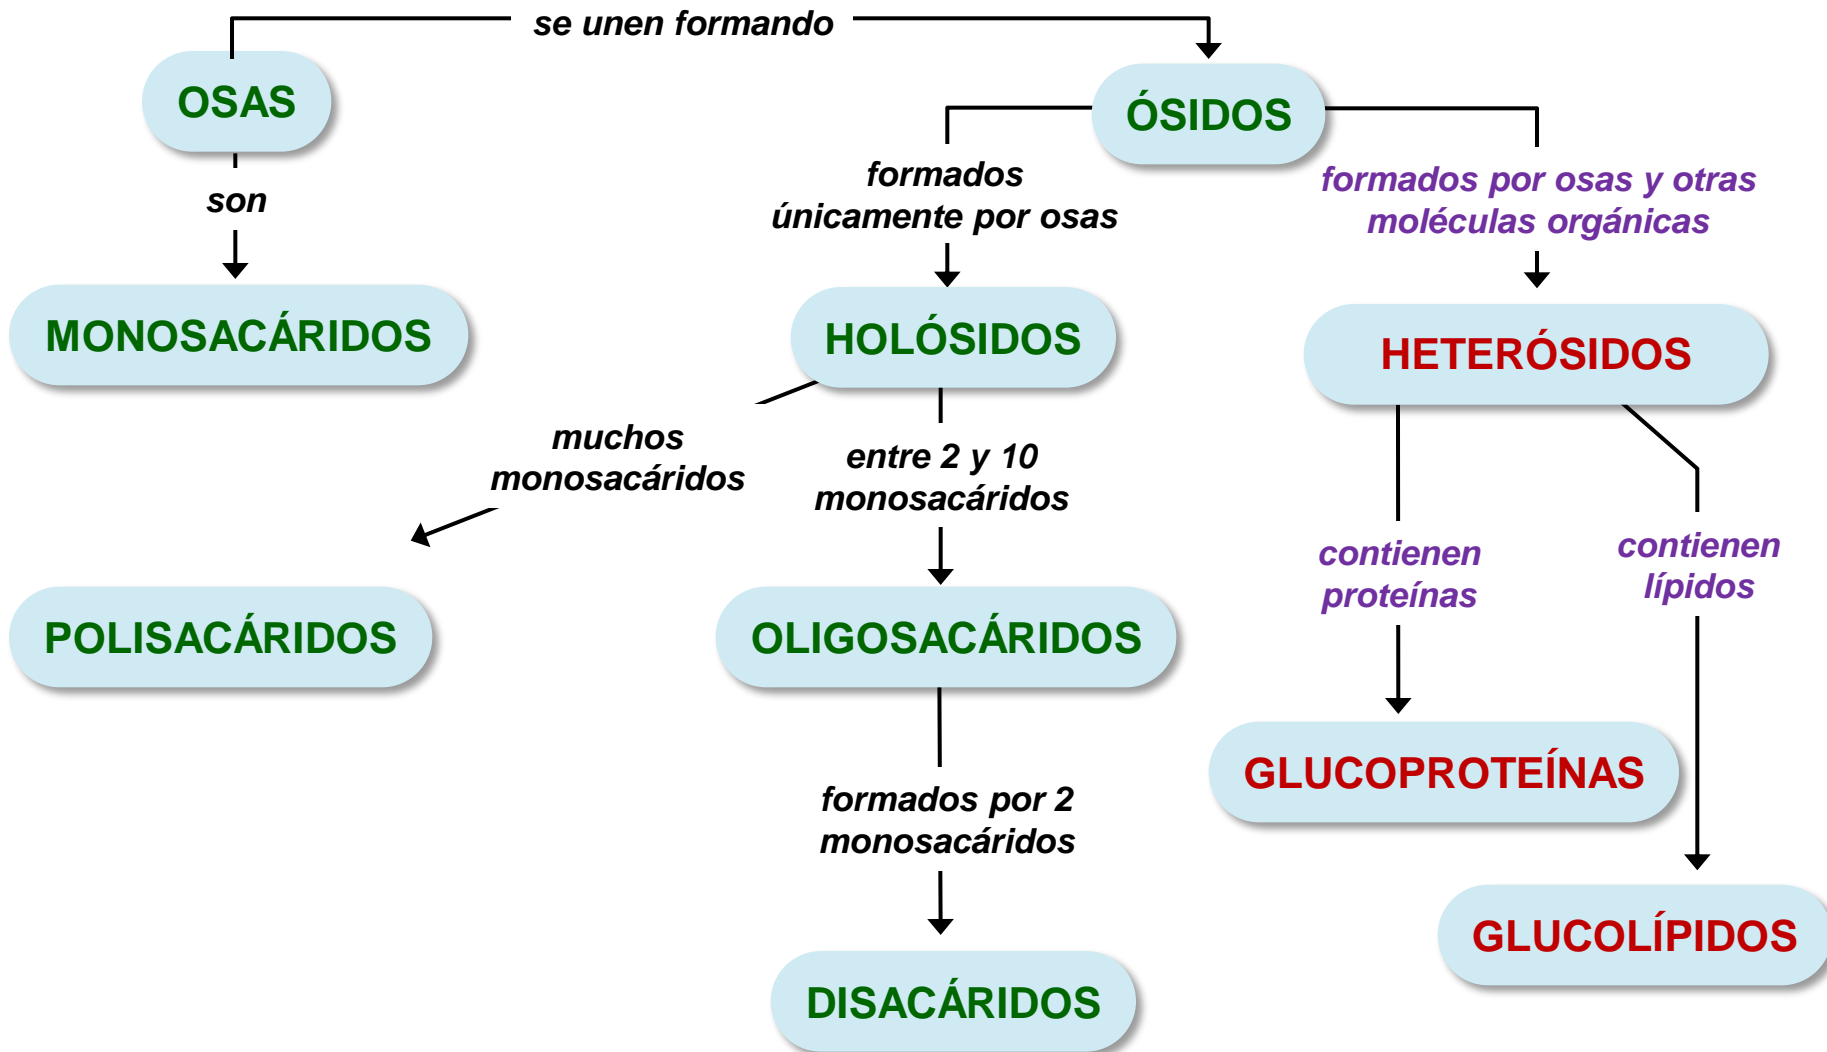 se unen formando
OSAS
ÓSIDOS
son
formados
únicamente por osas
formados por osas y otras
moléculas orgánicas
MONOSACÁRIDOS
HOLÓSIDOS
HETERÓSIDOS
muchos
monosacáridos
entre 2 y 10
monosacáridos
contienen
proteínas
contienen
lípidos
POLISACÁRIDOS
OLIGOSACÁRIDOS
GLUCOPROTEÍNAS
formados por 2
monosacáridos
GLUCOLÍPIDOS
DISACÁRIDOS